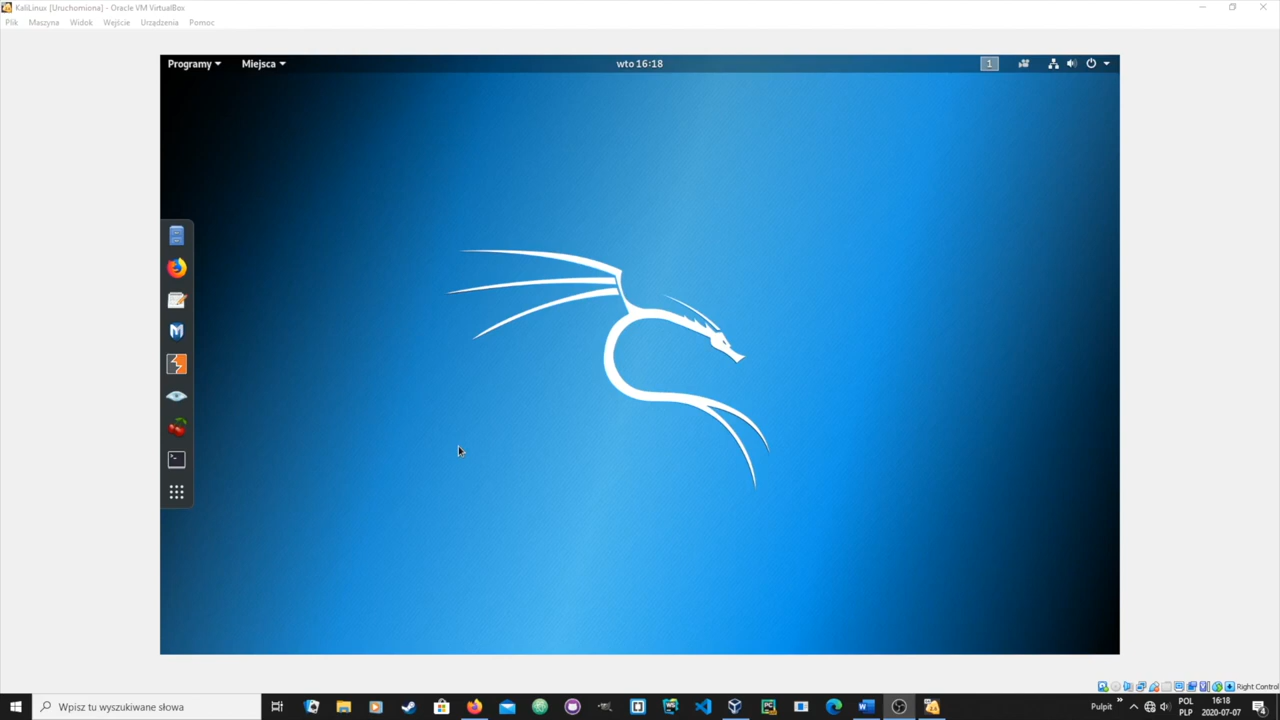 KaliLinux [Uruchomiona] - Oracle VM VirtualBox
Plik Maszyna Widok Wejście Urządzenia Pomoc
Programy Miejsca wto 16:18 1
Right Control
Wpisz tu wyszukiwane słowa
Pulpit
POL
PLP
16:18
2020-07-07
4